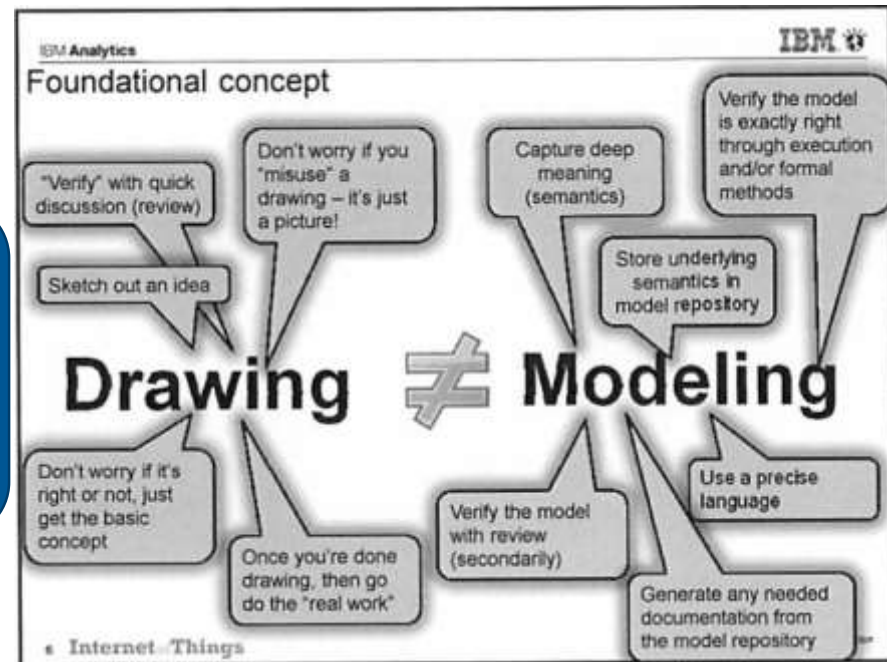 IBM Analytics
IBM
Foundational concept
"Verify" with quick
discussion (review)
Don't worry if you
"misuse" a
drawing – it's just
a picture!
Sketch out an idea
Capture deep
meaning
(semantics)
Verify the model
is exactly right
through execution
and/or formal
methods
Store underlying
semantics in
model repository
Drawing ≠ Modeling
Don't worry if it's
right or not, just
get the basic
concept
Once you're done
drawing, then go
do the "real work"
Verify the model
with review
(secondarily)
Use a precise
language
Generate any needed
documentation from
the model repository
6 Internet of Things